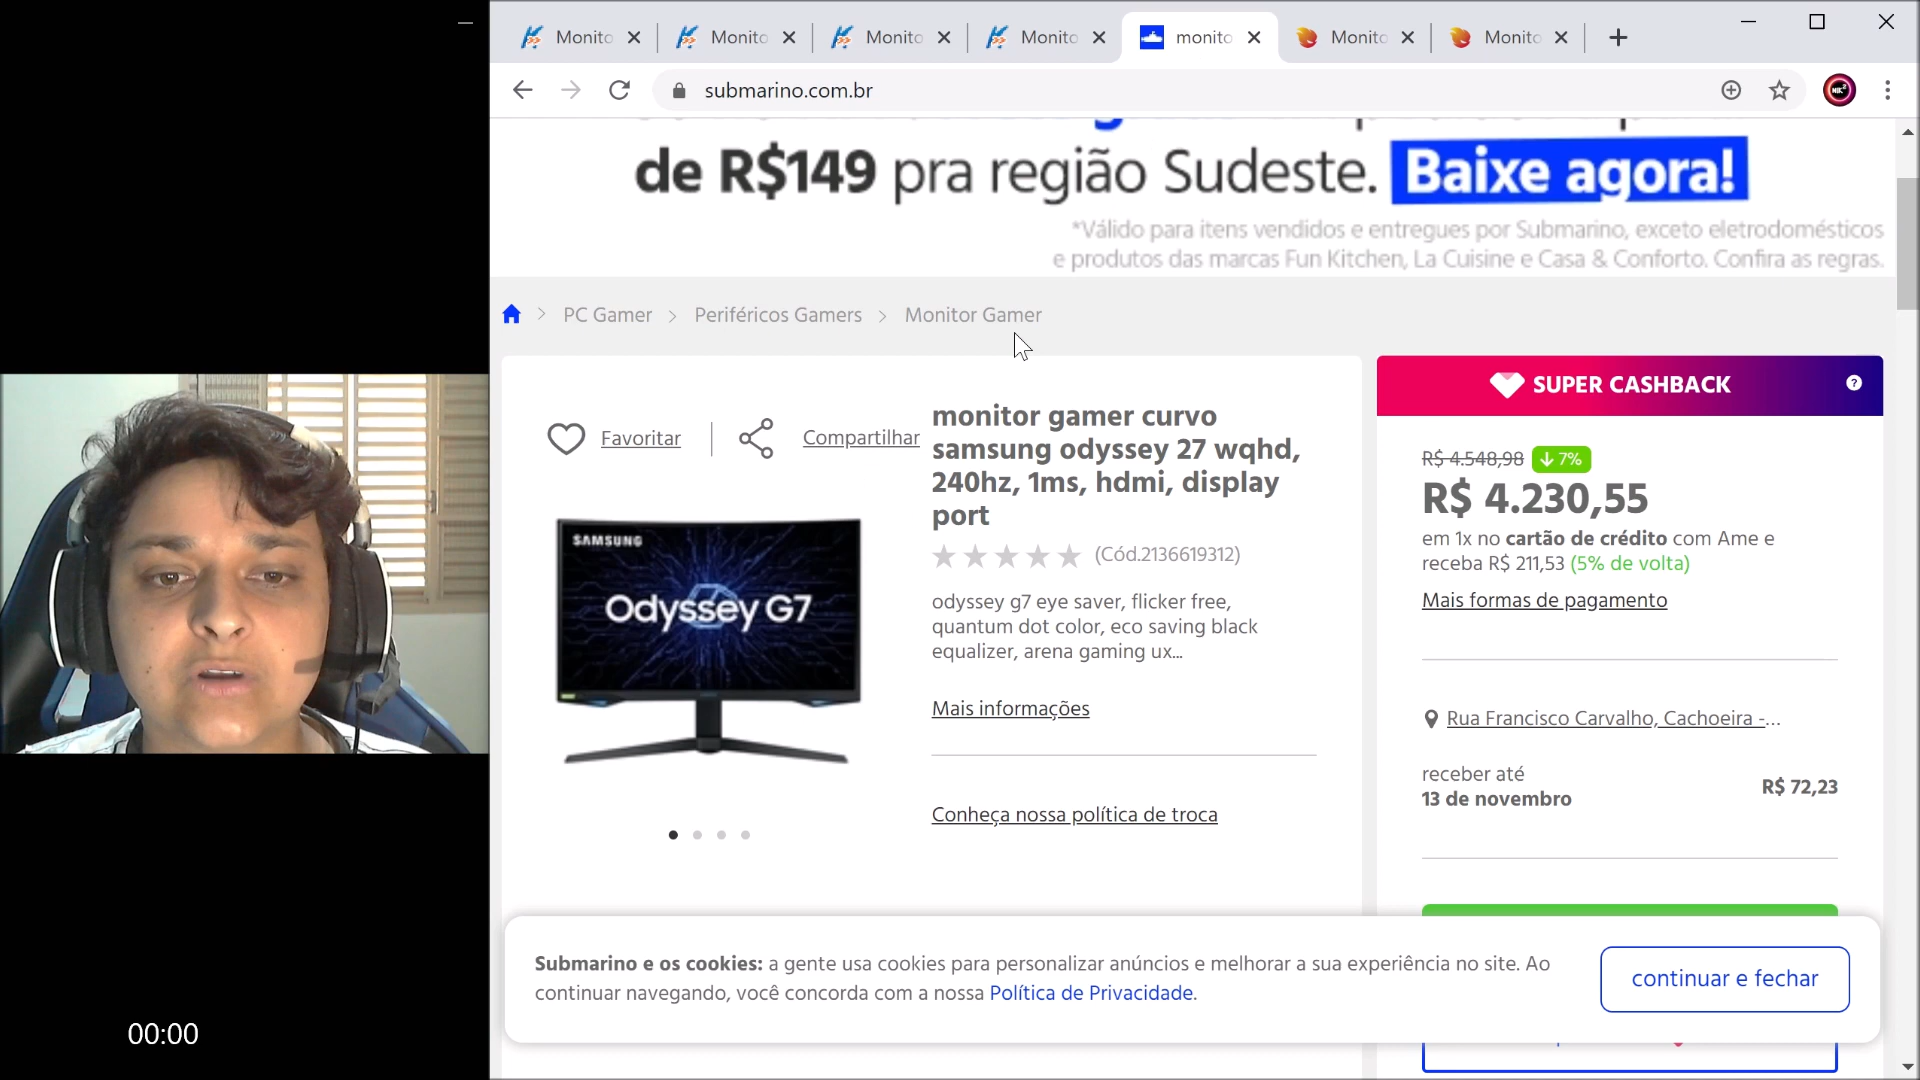 Monito
Monito
Monito
Monito
monito
Monito
Monito
submarino.com.br
de R$149 pra região Sudeste. Baixe agora!
*Válido para itens vendidos e entregues por Submarino, exceto eletrodomésticos
e produtos das marcas Fun Kitchen, La Cuisine e Casa & Conforto. Confira as regras.
PC Gamer > Periféricos Gamers > Monitor Gamer
Favoritar
Compartilhar
SAMSUNG
Odyssey G7
monitor gamer curvo
samsung odyssey 27 wqhd,
240hz, 1ms, hdmi, display
port
(Cód.2136619312)
odyssey g7 eye saver, flicker free,
quantum dot color, eco saving black
equalizer, arena gaming ux...
Mais informações
Conheça nossa política de troca
SUPER CASHBACK ?
R$ 4.548,98 7%
R$ 4.230,55
em 1x no cartão de crédito com Ame e
receba R$ 211,53 (5% de volta)
Mais formas de pagamento
Rua Francisco Carvalho, Cachoeira -...
receber até
13 de novembro
R$ 72,23
Submarino e os cookies: a gente usa cookies para personalizar anúncios e melhorar a sua experiência no site. Ao
continuar navegando, você concorda com a nossa Política de Privacidade.
continuar e fechar
00:00